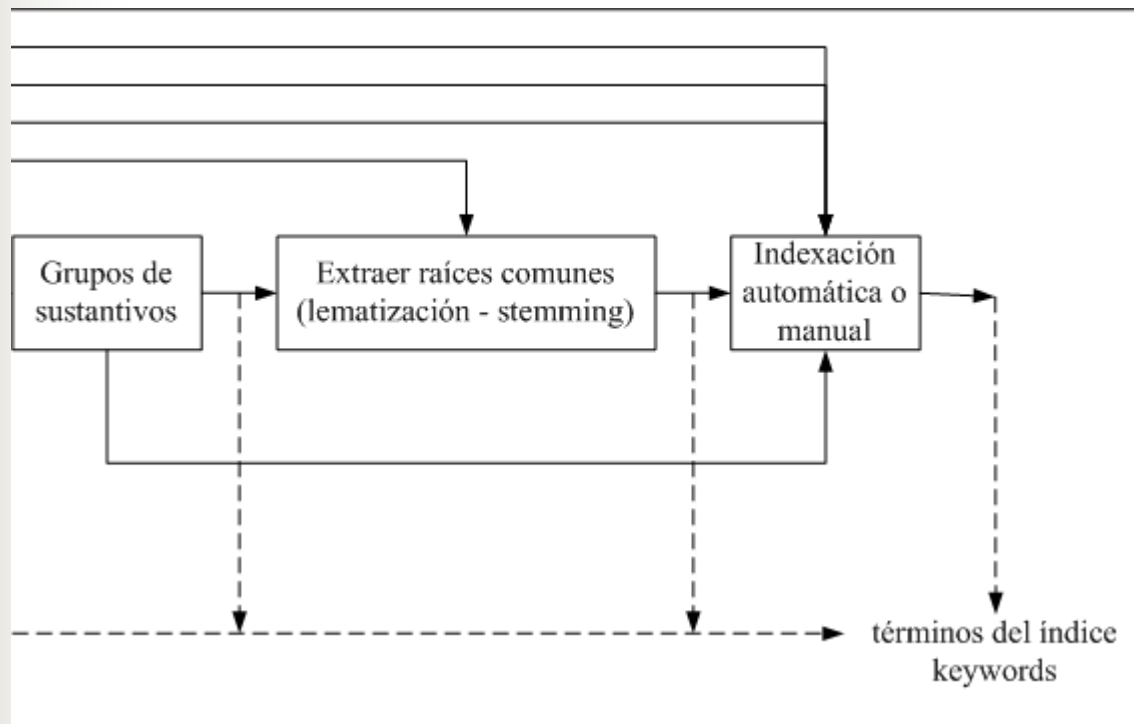 Grupos de
sustantivos
Extraer raíces comunes
(lematización - stemming)
Indexación
automática o
manual
términos del índice
keywords